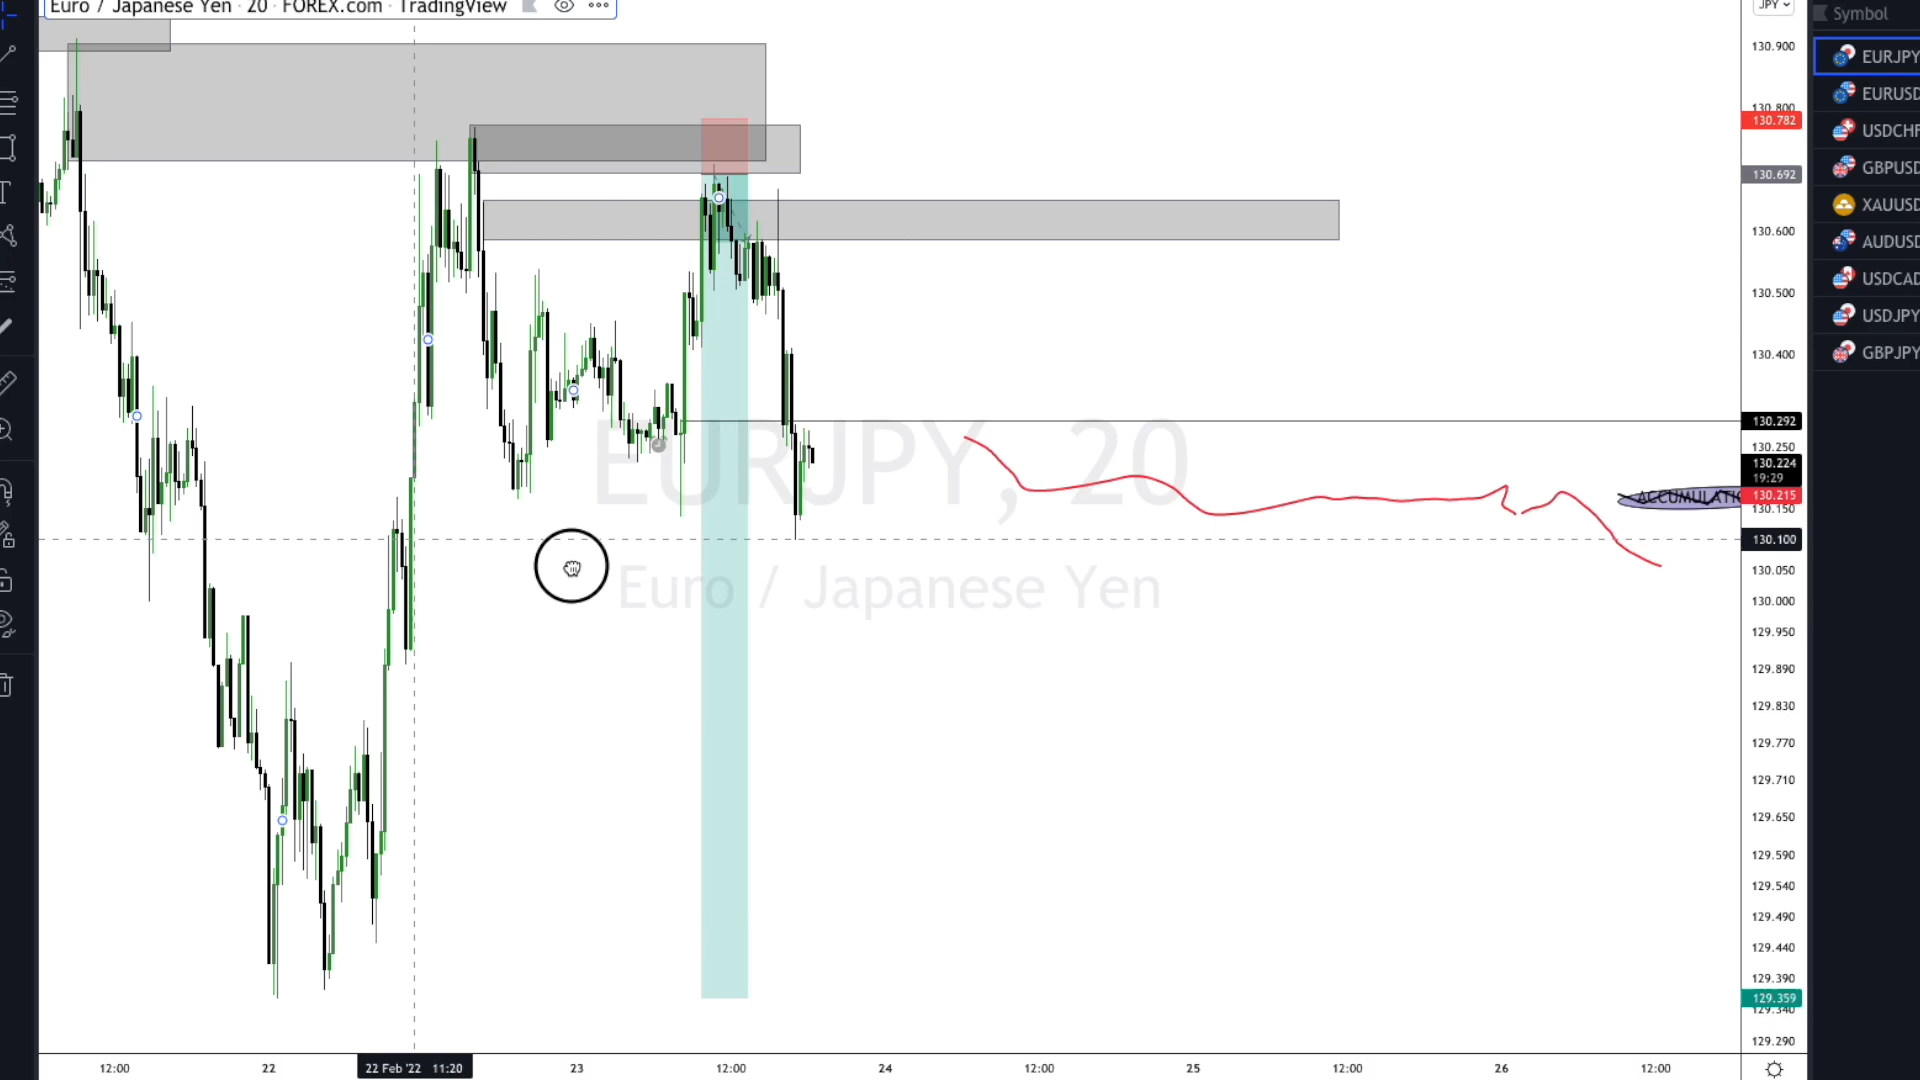 Euro / Japanese Yen · 20 · FOREX.com · TradingView
JPY
Symbol
130.900
EURJPY
EURUSD
130.800
130.782
USDCHF
130.692
GBPUSD
XAUUSD
130.600
AUDUSD
USDCAD
130.500
USDJPY
130.400
GBPJPY
130.292
130.250
EURJPY, 20
130.224
19:29
ACCUMULATIO
130.215
130.150
130.100
130.050
Euro / Japanese Yen
130.000
129.950
129.890
129.830
129.770
129.710
129.650
129.590
129.540
129.490
129.440
129.390
129.359
129.340
129.290
12:00 22 22 Feb '22 11:20 23 12:00 24 12:00 25 12:00 26 12:00